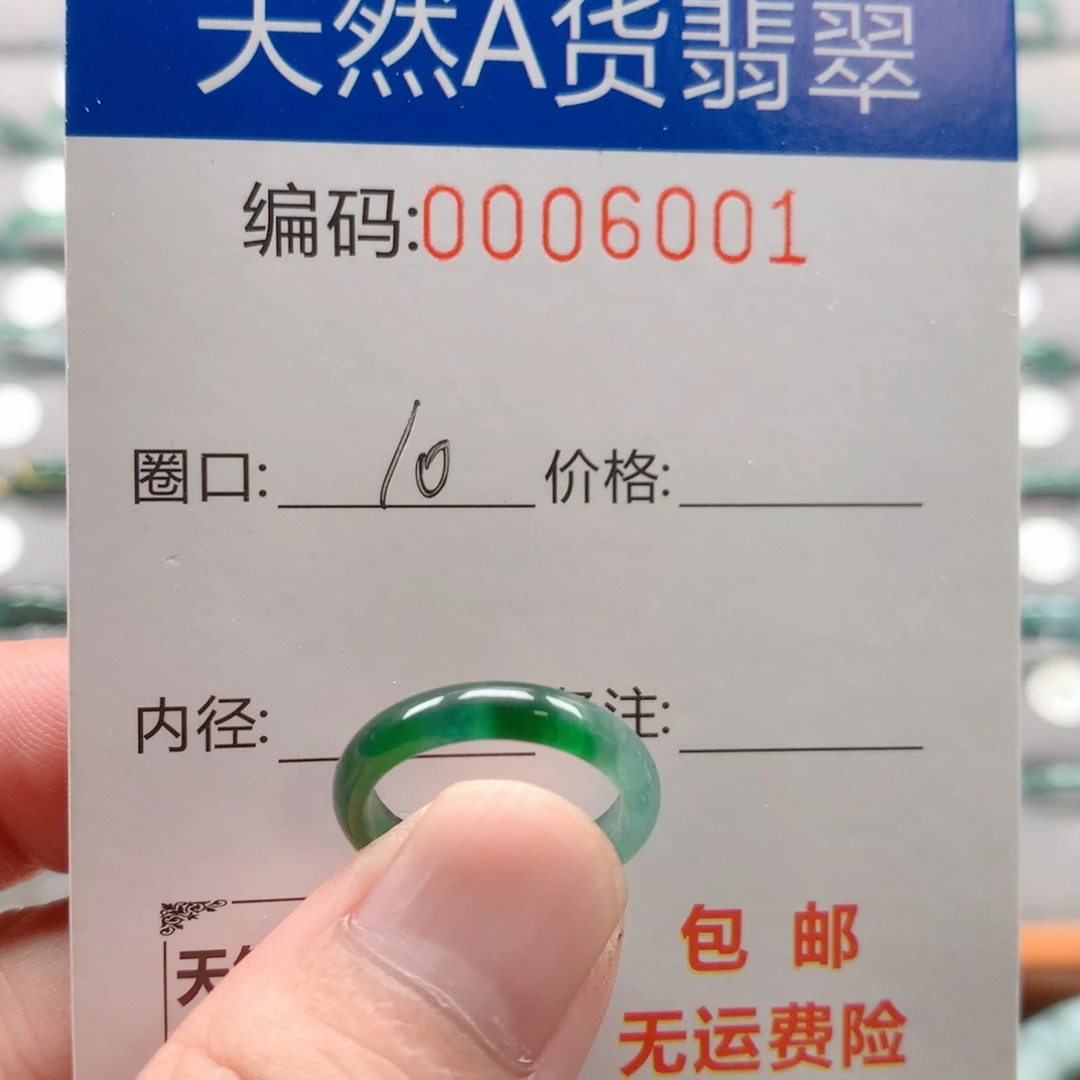 天然A货翡翠
编码:0006001
圈口: 10 价格:
内径: 注:
天
包 邮
无运费险